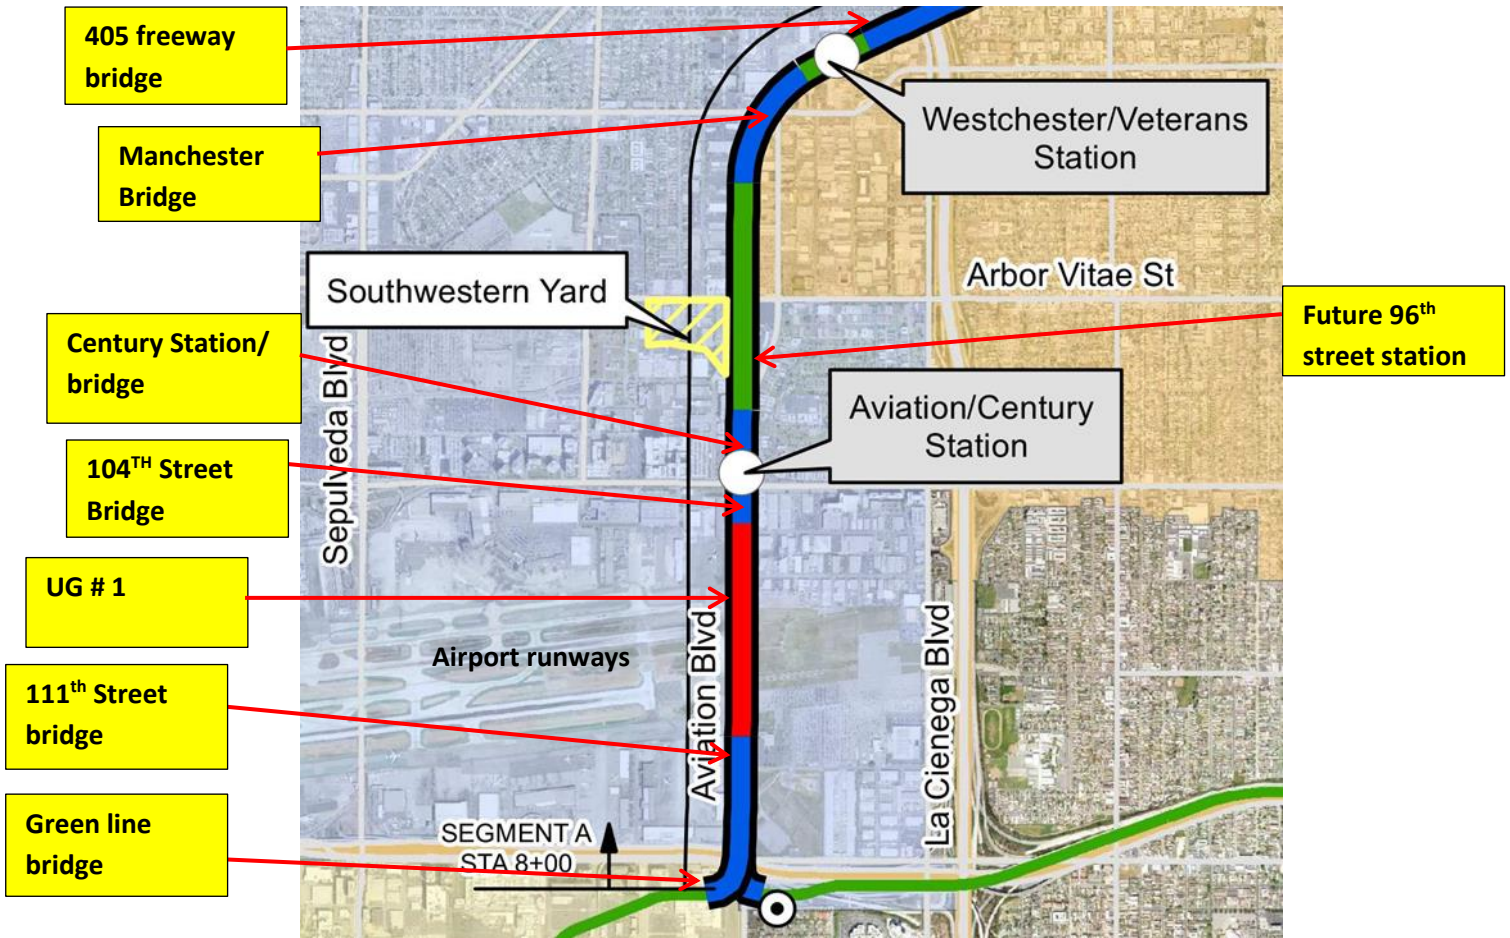 405 freeway
bridge
Manchester
Bridge
Westchester/Veterans
Station
Southwestern Yard
Arbor Vitae St
Century Station/
bridge
Future 96th
street station
Sepulveda Blvd
Aviation/Century
Station
104TH Street
Bridge
UG # 1
Airport runways
Aviation Blvd
La Cienega Blvd
111th Street
bridge
Green line
bridge
SEGMENT A
STA 8+00